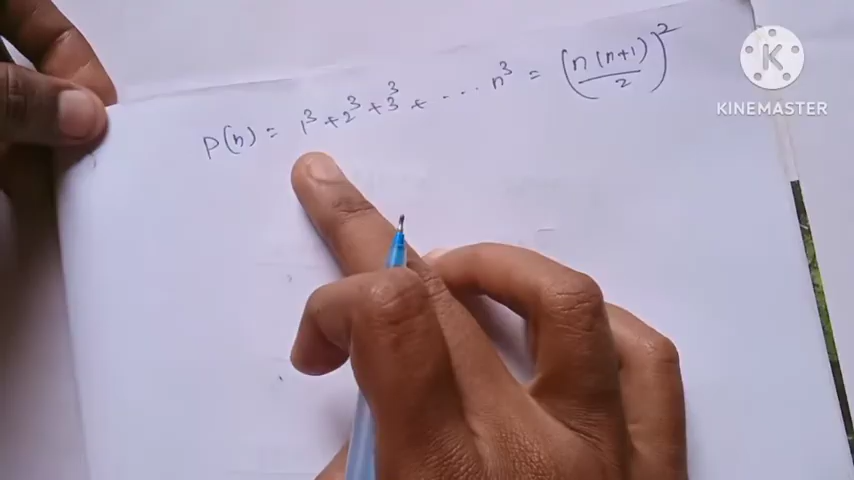 P(n) = 1³ + 2³ + 3³ + .... n³ = (n(n+1)/2)²
KINEMASTER